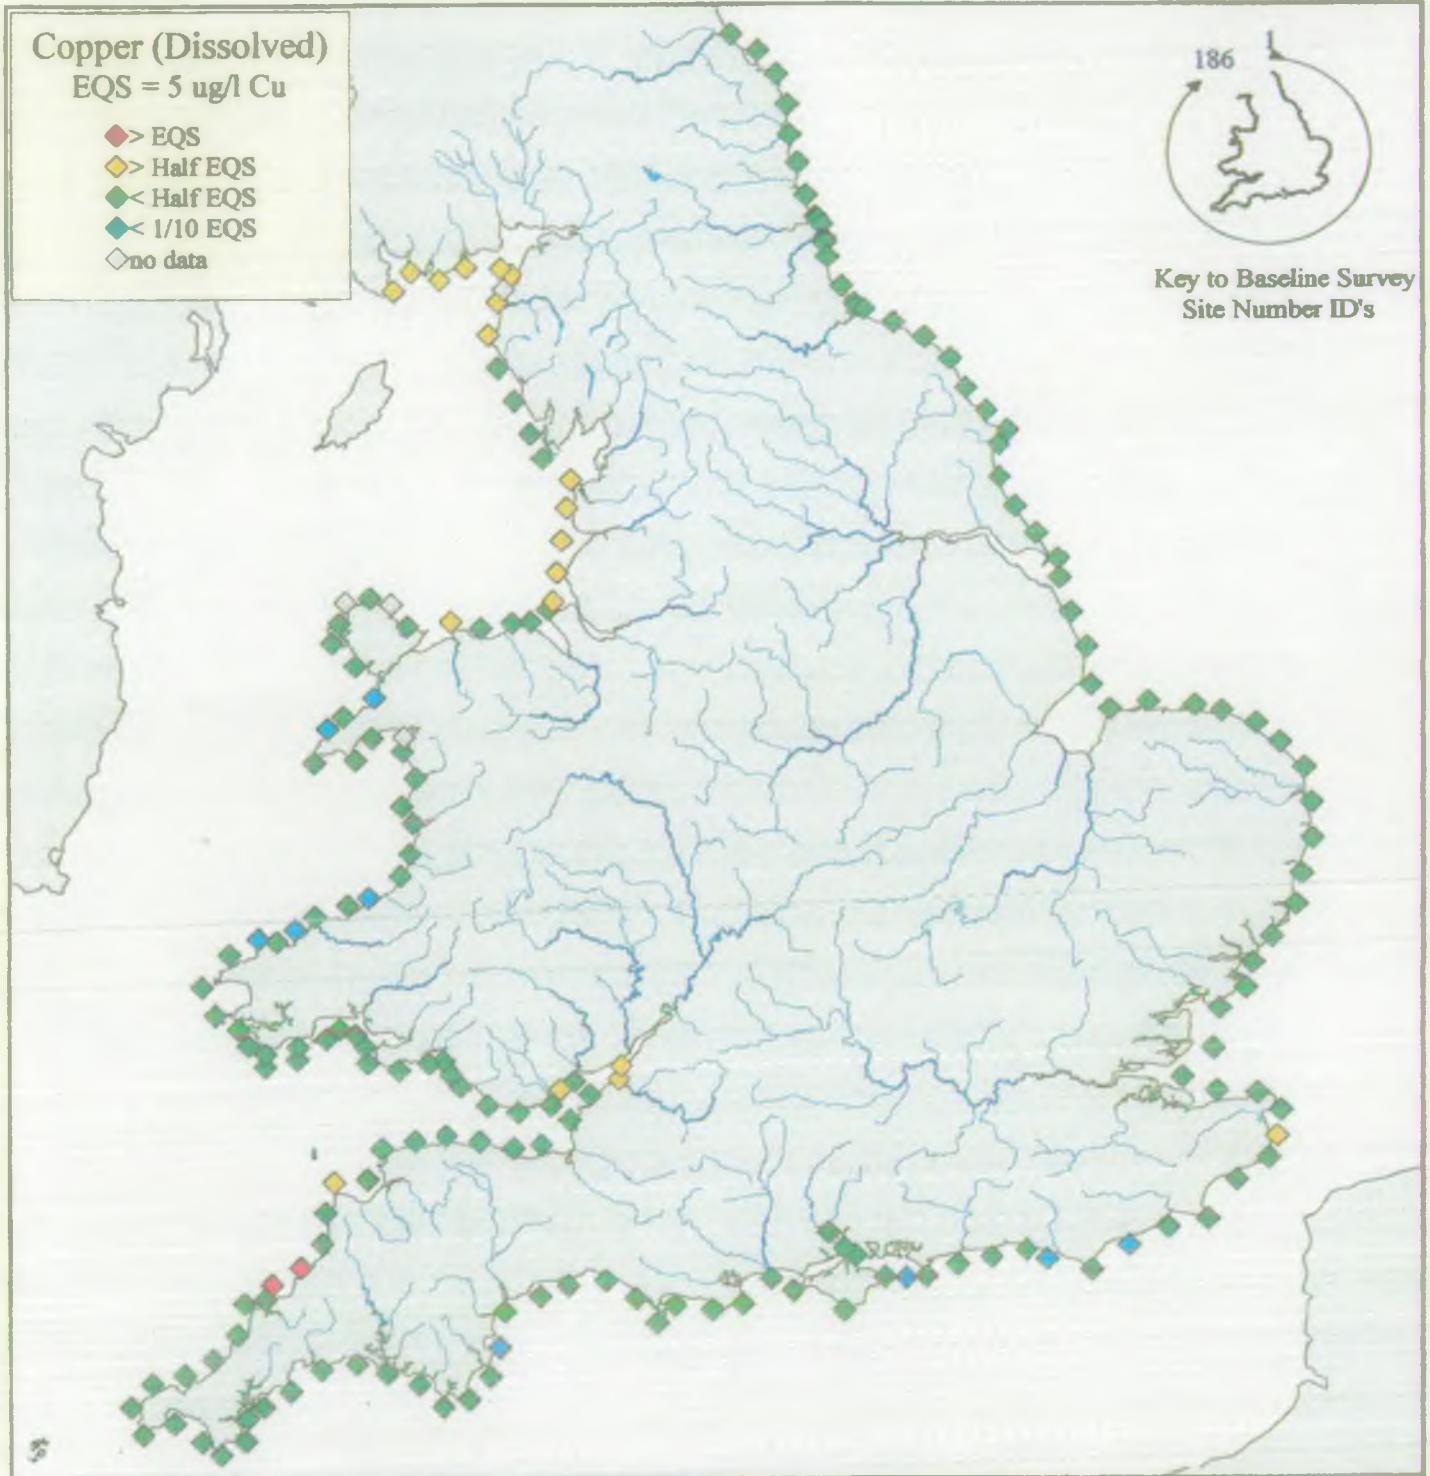 Copper (Dissolved)
EQS = 5 ug/l Cu
> EQS
> Half EQS
< Half EQS
< 1/10 EQS
no data
1
186
Key to Baseline Survey
Site Number ID's